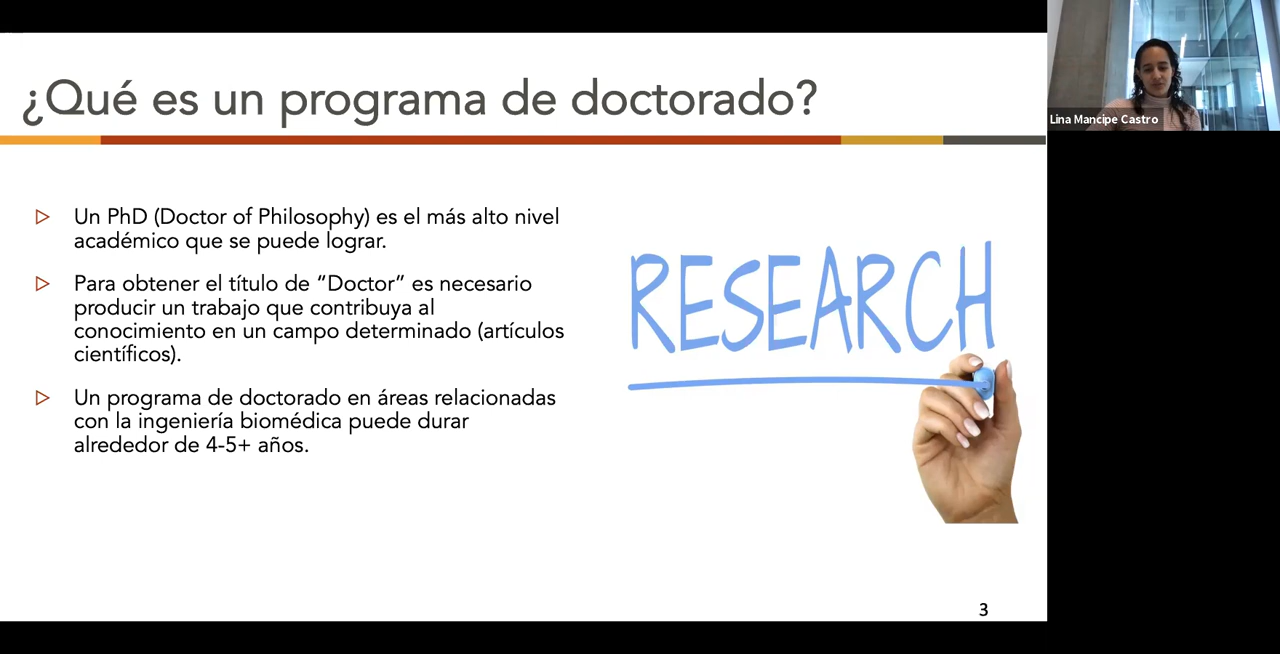 ¿Qué es un programa de doctorado?
Un PhD (Doctor of Philosophy) es el más alto nivel
académico que se puede lograr.
Para obtener el título de “Doctor” es necesario
producir un trabajo que contribuya al
conocimiento en un campo determinado (artículos
científicos).
Un programa de doctorado en áreas relacionadas
con la ingeniería biomédica puede durar
alrededor de 4-5+ años.
RESEARCH
3
Lina Mancipe Castro